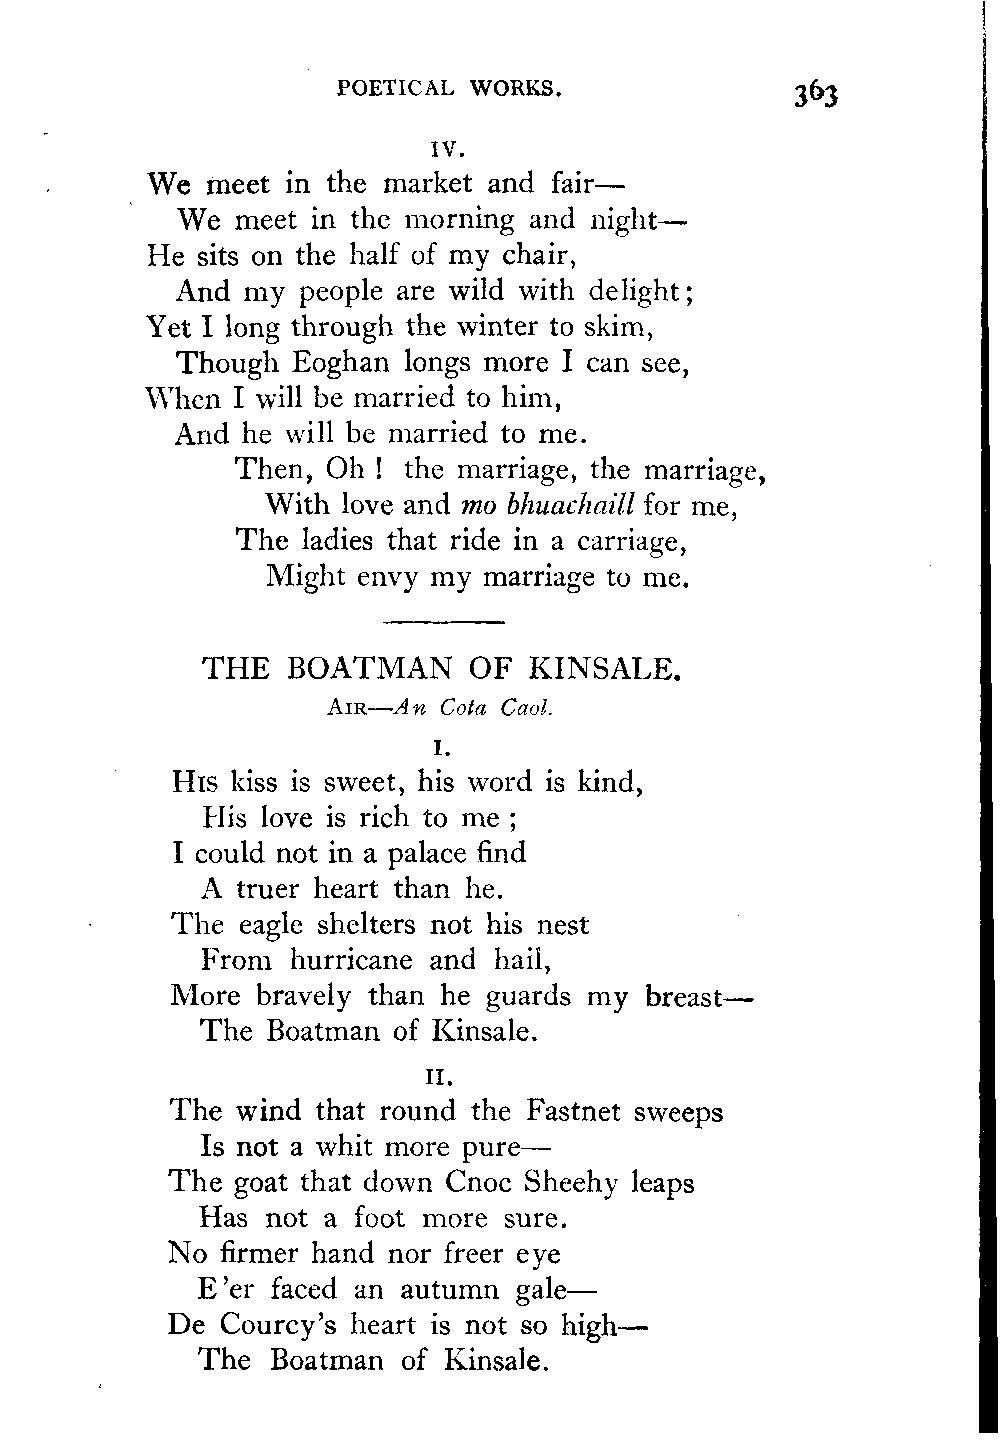 POETICAL WORKS. 363
IV.
We meet in the market and fair—
We meet in the morning and night—
He sits on the half of my chair,
And my people are wild with delight;
Yet I long through the winter to skim,
Though Eoghan longs more I can see,
When I will be married to him,
And he will be married to me.
Then, Oh! the marriage, the marriage,
With love and mo bhuachaill for me,
The ladies that ride in a carriage,
Might envy my marriage to me.
THE BOATMAN OF KINSALE.
AIR—An Cota Caol.
I.
HIS kiss is sweet, his word is kind,
His love is rich to me;
I could not in a palace find
A truer heart than he.
The eagle shelters not his nest
From hurricane and hail,
More bravely than he guards my breast—
The Boatman of Kinsale.
II.
The wind that round the Fastnet sweeps
Is not a whit more pure—
The goat that down Cnoc Sheehy leaps
Has not a foot more sure.
No firmer hand nor freer eye
E'er faced an autumn gale—
De Courcy's heart is not so high—
The Boatman of Kinsale.